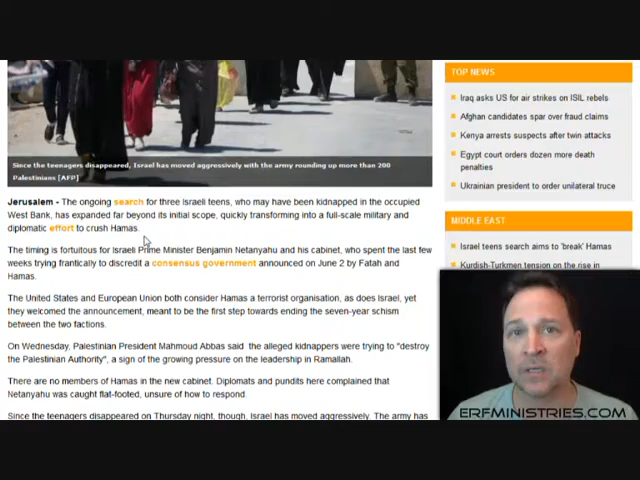 Since the teenagers disappeared, Israel has moved aggressively with the army rounding up more than 200
Palestinians [AFP]
Jerusalem - The ongoing search for three Israeli teens, who may have been kidnapped in the occupied
West Bank, has expanded far beyond its initial scope, quickly transforming into a full-scale military and
diplomatic effort to crush Hamas.
The timing is fortuitous for Israeli Prime Minister Benjamin Netanyahu and his cabinet, who spent the last few
weeks trying frantically to discredit a consensus government announced on June 2 by Fatah and
Hamas.
The United States and European Union both consider Hamas a terrorist organisation, as does Israel, yet
they welcomed the announcement, meant to be the first step towards ending the seven-year schism
between the two factions.
On Wednesday, Palestinian President Mahmoud Abbas said the alleged kidnappers were trying to "destroy
the Palestinian Authority", a sign of the growing pressure on the leadership in Ramallah.
There are no members of Hamas in the new cabinet. Diplomats and pundits here complained that
Netanyahu was caught flat-footed, unsure of how to respond.
Since the teenagers disappeared on Thursday night, though, Israel has moved aggressively. The army has
TOP NEWS
Iraq asks US for air strikes on ISIL rebels
Afghan candidates spar over fraud claims
Kenya arrests suspects after twin attacks
Egypt court orders dozen more death
penalties
Ukrainian president to order unilateral truce
MIDDLE EAST
Israel teens search aims to 'break' Hamas
Kurdish-Turkmen tension on the rise in
ERFMINISTRIES.COM